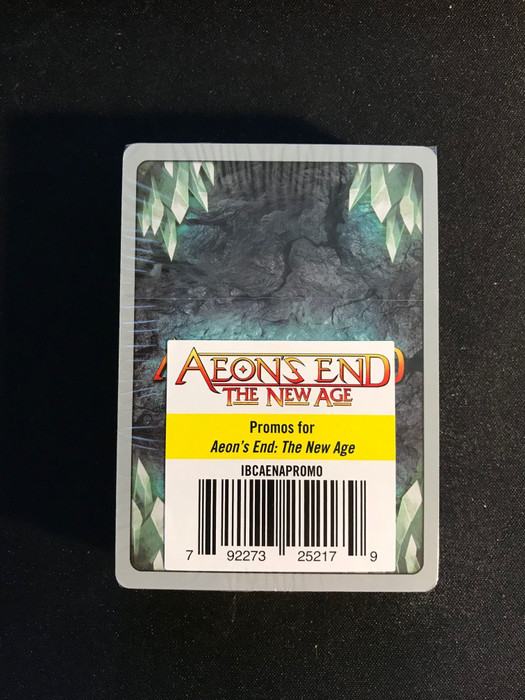 AEON'S END
THE NEW AGE
Promos for
Aeon's End: The New Age
IBCAENAPROMO
7 92273 25217 9